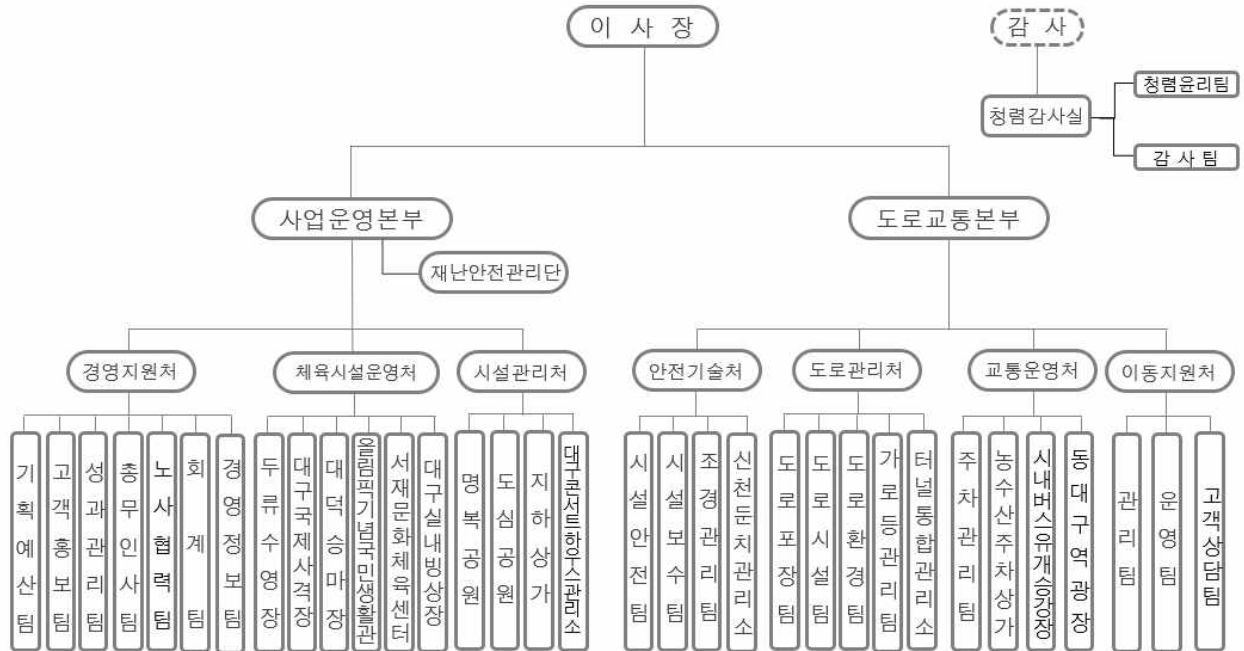 이 사 장
감 사
청렴감사실
청렴윤리팀
감 사 팀
사업운영본부
도로교통본부
재난안전관리단
경영지원처
체육시설운영처
시설관리처
안전기술처
도로관리처
교통운영처
이동지원처
기획예산팀
고객홍보팀
성과관리팀
총무인사팀
노사협력팀
회계팀
경영정보팀
두류수영장
대구국제사격장
대덕승마장
올림픽기념국민생활관
서재문화체육센터
대구실내빙상장
명복공원
도심공원
지하상가
대구콘서트하우스관리소
시설안전팀
시설보수팀
조경관리팀
신천둔치관리소
도로포장팀
도로시설팀
도로환경팀
가로등관리팀
터널통합관리소
주차관리팀
농수산주차상가
시내버스유개승강장
동대구역광장
관리팀
운영팀
고객상담팀